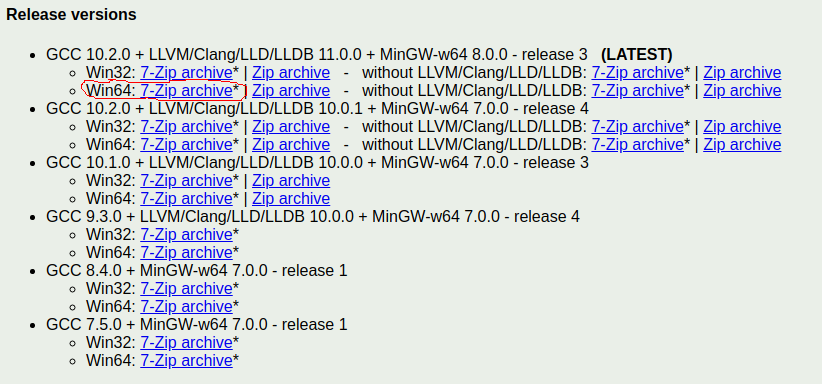 Release versions
GCC 10.2.0 + LLVM/Clang/LLD/LLDB 11.0.0 + MinGW-w64 8.0.0 - release 3 (LATEST)
Win32: 7-Zip archive* | Zip archive - without LLVM/Clang/LLD/LLDB: 7-Zip archive* | Zip archive
Win64: 7-Zip archive* | Zip archive - without LLVM/Clang/LLD/LLDB: 7-Zip archive* | Zip archive
GCC 10.2.0 + LLVM/Clang/LLD/LLDB 10.0.1 + MinGW-w64 7.0.0 - release 4
Win32: 7-Zip archive* | Zip archive - without LLVM/Clang/LLD/LLDB: 7-Zip archive* | Zip archive
Win64: 7-Zip archive* | Zip archive - without LLVM/Clang/LLD/LLDB: 7-Zip archive* | Zip archive
GCC 10.1.0 + LLVM/Clang/LLD/LLDB 10.0.0 + MinGW-w64 7.0.0 - release 3
Win32: 7-Zip archive* | Zip archive
Win64: 7-Zip archive* | Zip archive
GCC 9.3.0 + LLVM/Clang/LLD/LLDB 10.0.0 + MinGW-w64 7.0.0 - release 4
Win32: 7-Zip archive*
Win64: 7-Zip archive*
GCC 8.4.0 + MinGW-w64 7.0.0 - release 1
Win32: 7-Zip archive*
Win64: 7-Zip archive*
GCC 7.5.0 + MinGW-w64 7.0.0 - release 1
Win32: 7-Zip archive*
Win64: 7-Zip archive*